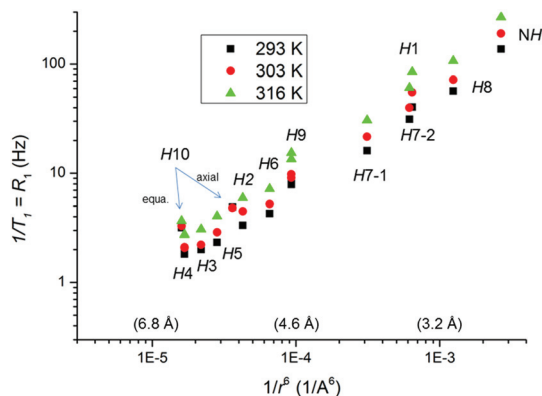 100
10
1
1/T1 = R1 (Hz)
293 K
303 K
316 K
H10
axial
equa.
H4
H3
H5
H2
H6
H9
H7-1
H1
H7-2
H8
NH
(6.8 Å)
(4.6 Å)
(3.2 Å)
1E-5
1E-4
1E-3
1/r⁶ (1/A⁶)